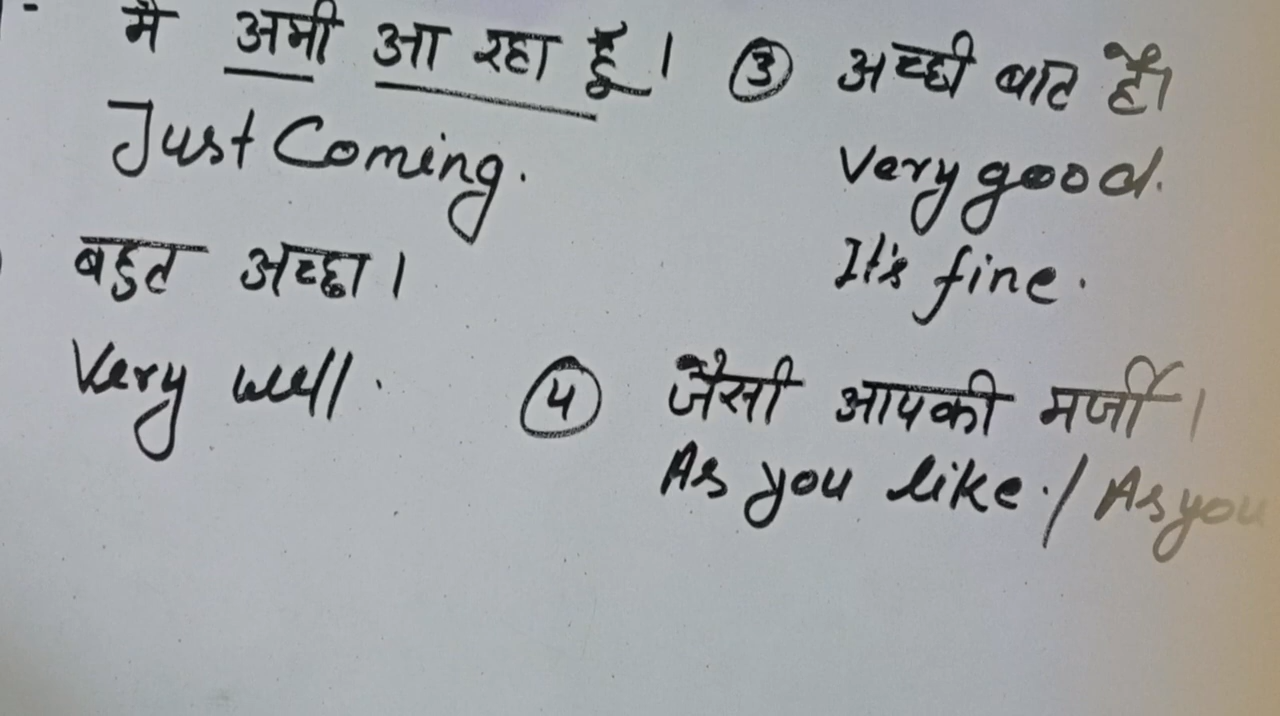 मै अभी आ रहा हूँ।
Just Coming.
बहुत अच्छा।
Very well.
③ अच्छी बात है।
Very good.
It's fine.
④ जैसी आपकी मर्जी।
As you like. / As you